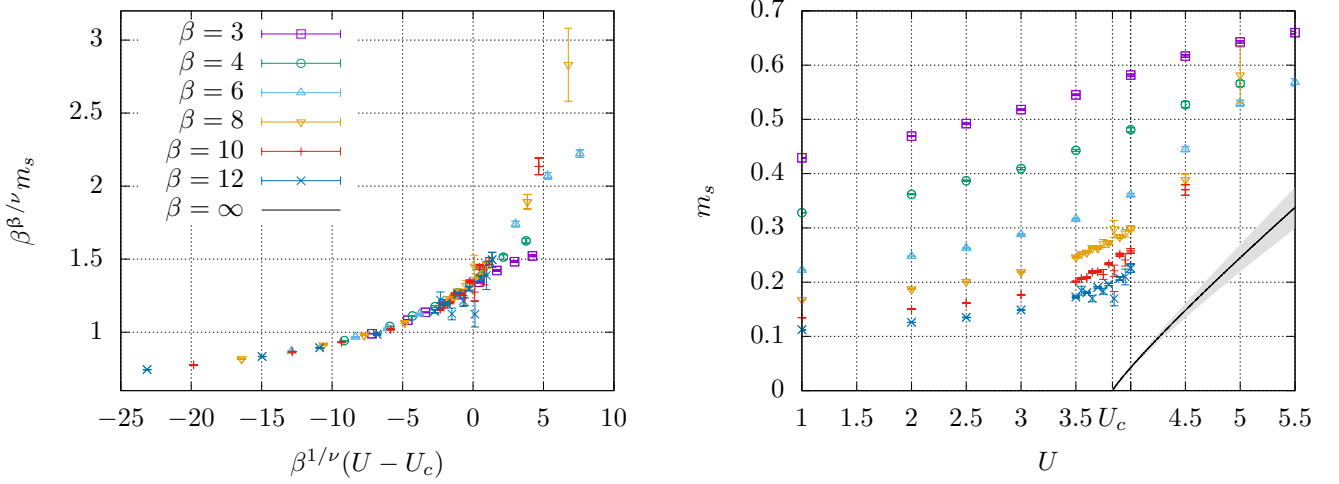 3
2.5
2
1.5
1
β = 3
β = 4
β = 6
β = 8
β = 10
β = 12
β = ∞
−25 −20 −15 −10 −5 0 5 10
β^{β/ν} m_s
β^{1/ν}(U − U_c)
0.7
0.6
0.5
0.4
0.3
0.2
0.1
0
1 1.5 2 2.5 3 3.5 U_c 4.5 5 5.5
m_s
U